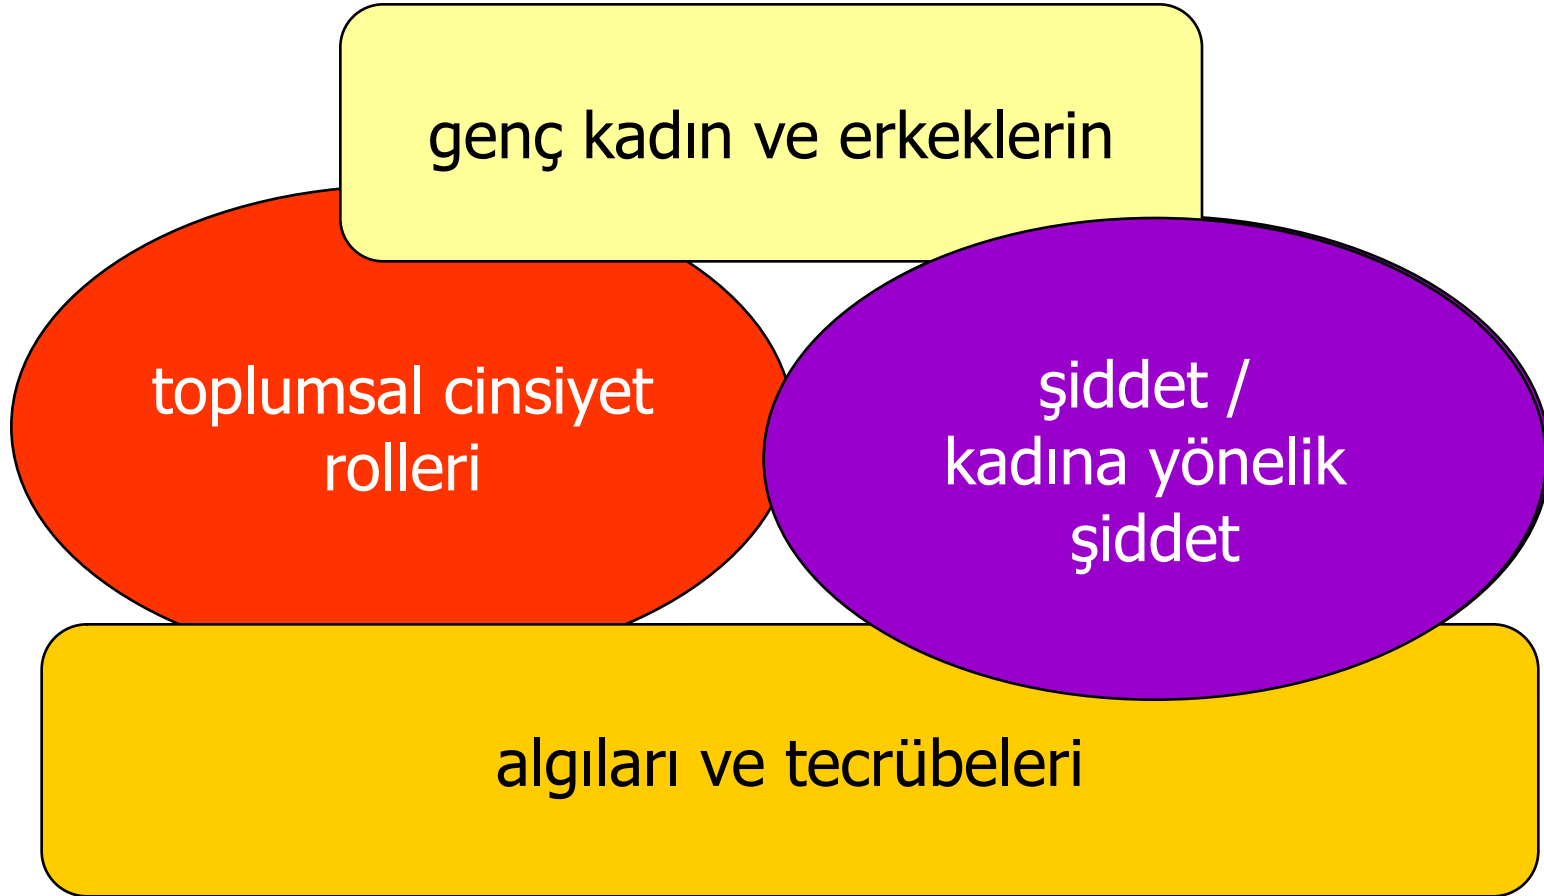 genç kadın ve erkeklerin
toplumsal cinsiyet
rolleri
şiddet /
kadına yönelik
şiddet
algıları ve tecrübeleri